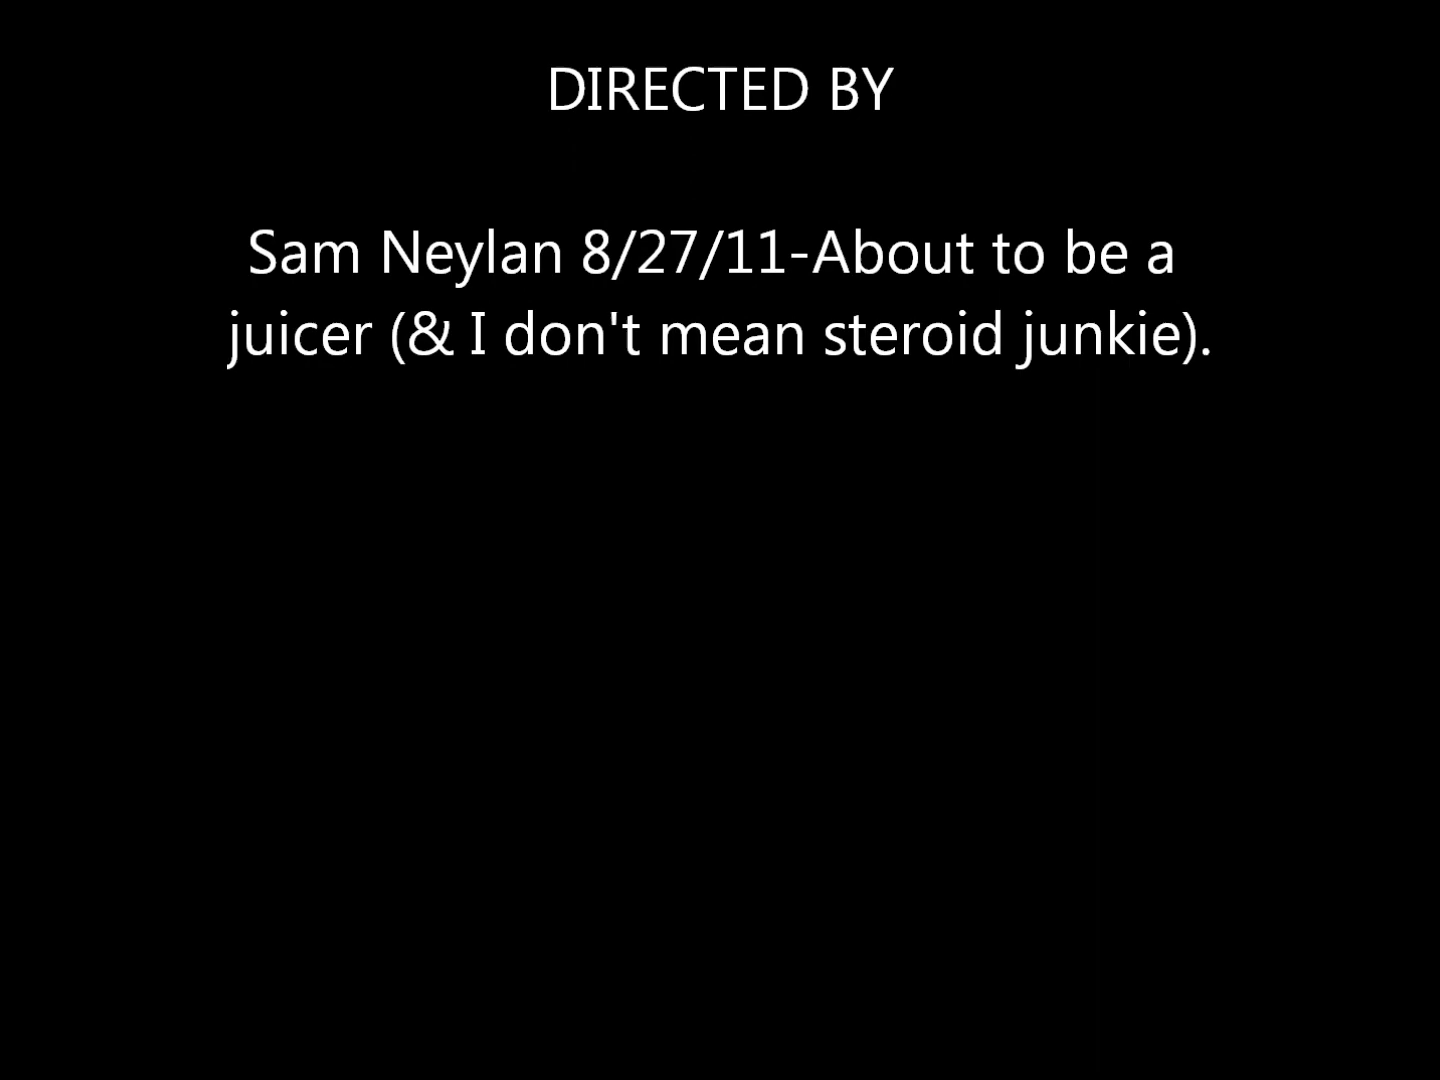 DIRECTED BY
Sam Neylan 8/27/11-About to be a
juicer (& I don't mean steroid junkie).